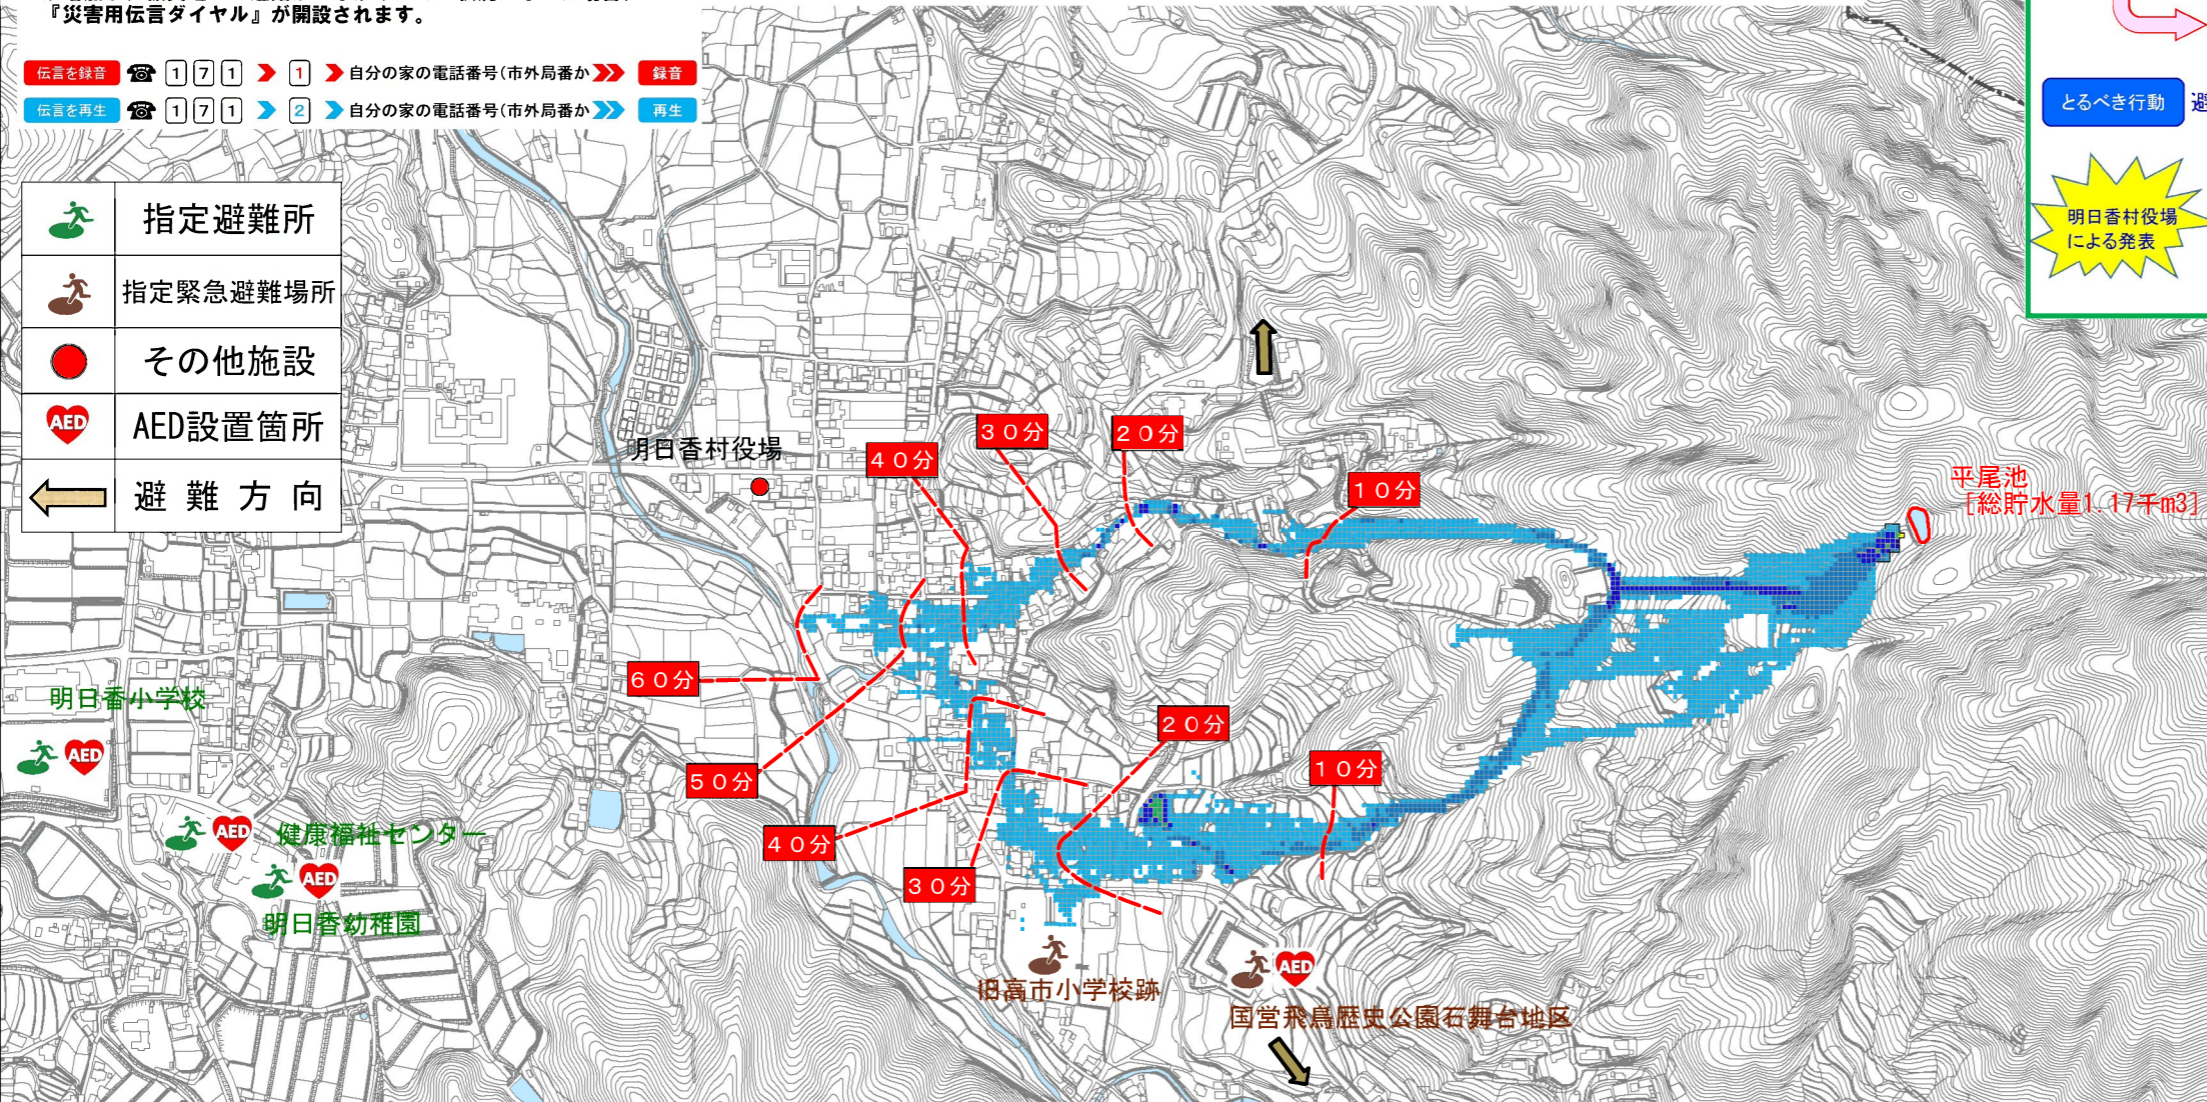 『災害用伝言ダイヤル』が開設されます。
伝言を録音 171 1 自分の家の電話番号(市外局番か 録音
伝言を再生 171 2 自分の家の電話番号(市外局番か 再生
とるべき行動 避
明日香村役場
による発表
指定避難所
指定緊急避難場所
その他施設
AED AED設置箇所
避難方向
明日香村役場
40分
30分
20分
10分
平尾池
[総貯水量1.17千m3]
60分
50分
40分
30分
20分
10分
明日香小学校
AED
AED 健康福祉センター
AED
明日香幼稚園
旧高市小学校跡
AED
国営飛鳥歴史公園石舞台地区